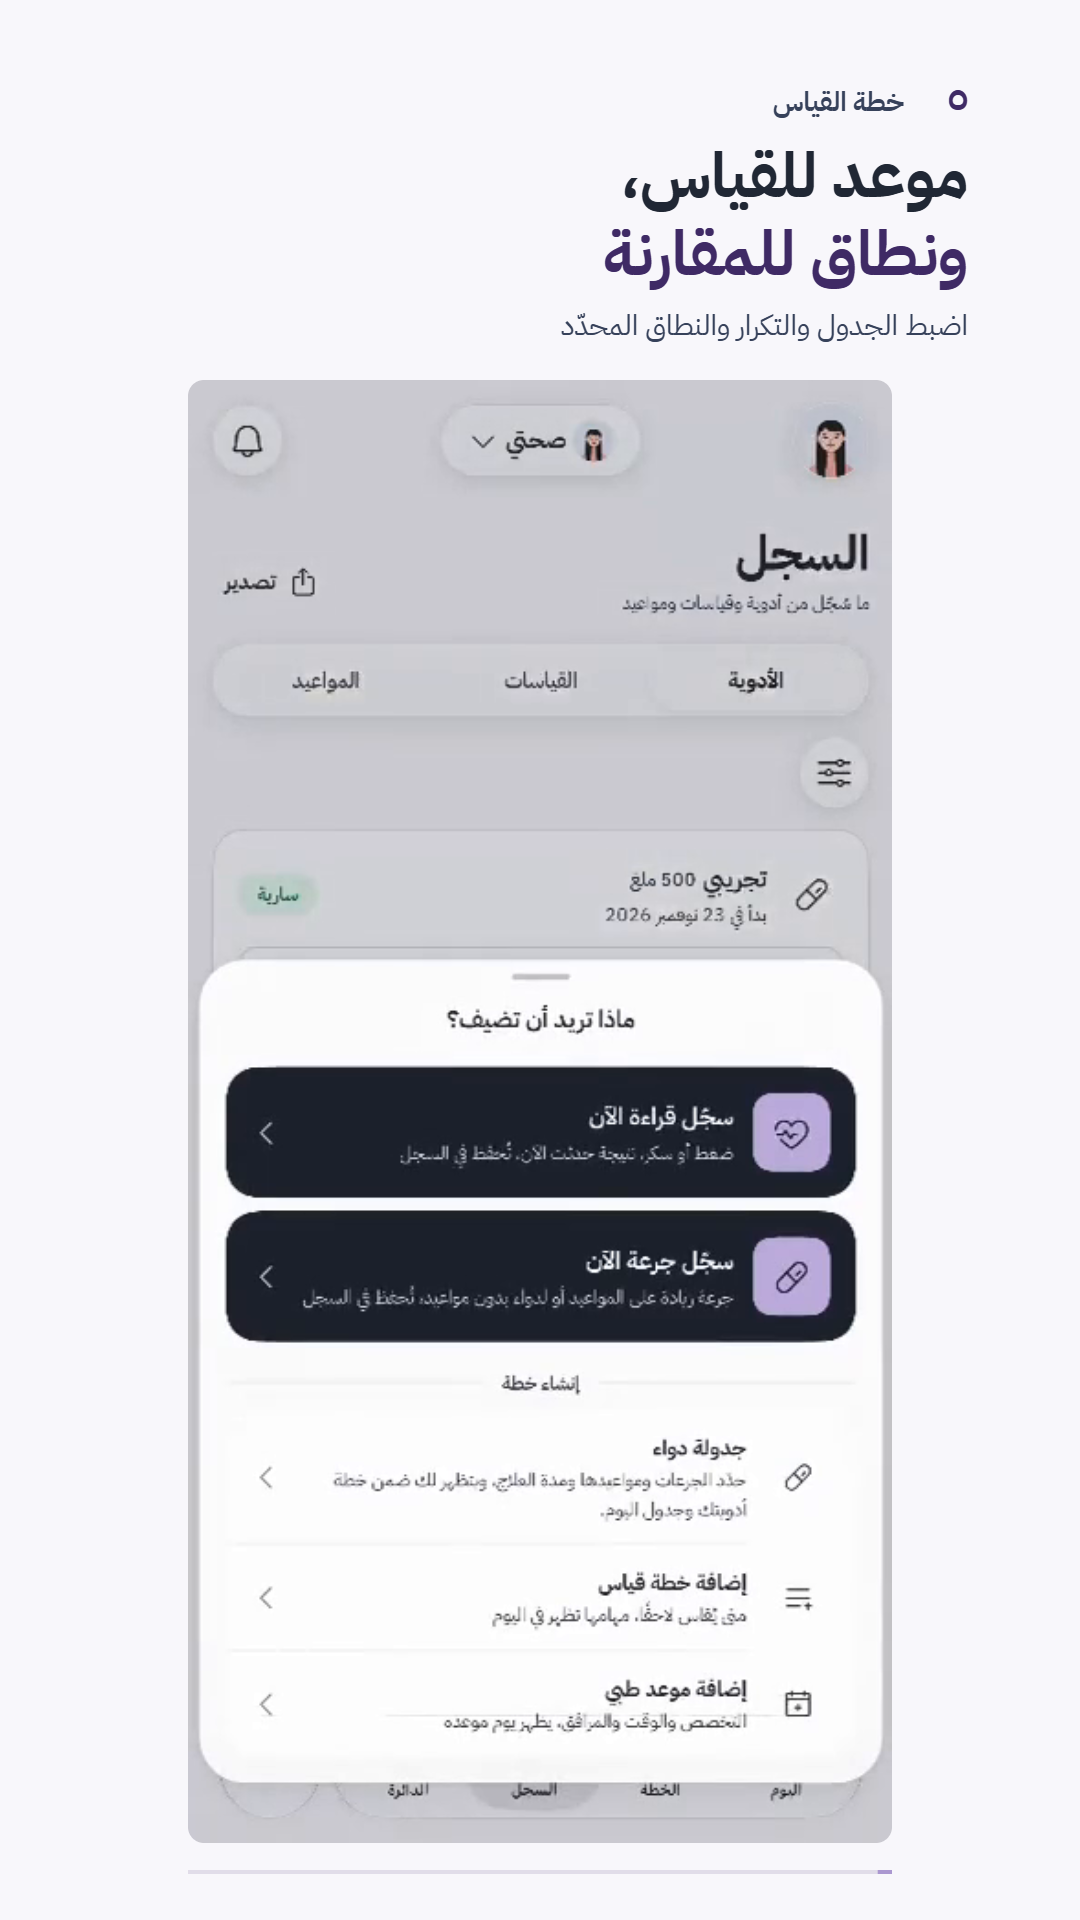 خطة القياس
موعد للقياس،
ونطاق للمقارنة
اضبط الجدول والتكرار والنطاق المحدّد
صحتي
السجل
تصدير
ما سُجّل من أدوية وقياسات ومواعيد
الأدوية
القياسات
المواعيد
تجريبي 500 ملغ
سارية
بدأ في 23 نوفمبر 2026
ماذا تريد أن تضيف؟
سجّل قراءة الآن
ضغط أو سكر، نتيجة حدثت الآن، تُحفظ في السجل
سجّل جرعة الآن
جرعة زيادة على المواعيد أو لدواء بدون مواعيد، تُحفظ في السجل
إنشاء خطة
جدولة دواء
حدّد الجرعات ومواعيدها ومدة العلاج، وبتظهر لك ضمن خطة
أدويتك وجدول اليوم.
إضافة خطة قياس
متى يُقاس لاحقًا، مهامها تظهر في اليوم
إضافة موعد طبي
التخصص والوقت والمرافق، يظهر يوم موعده
اليوم
الخطة
السجل
الدائرة